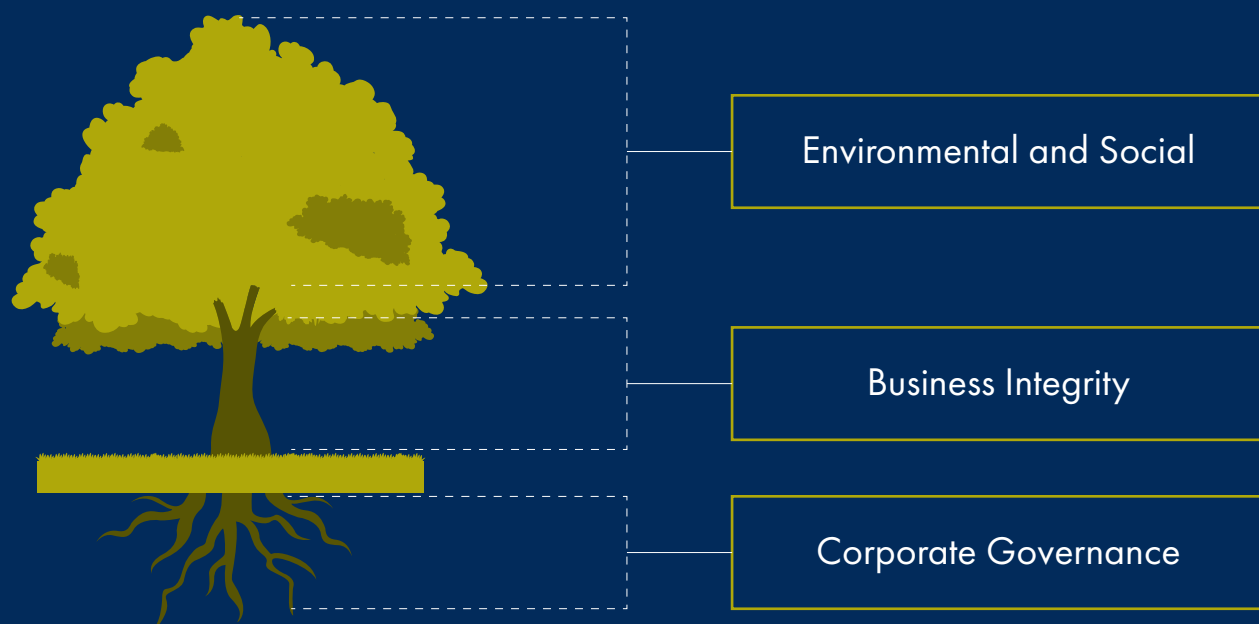 Environmental and Social
Business Integrity
Corporate Governance